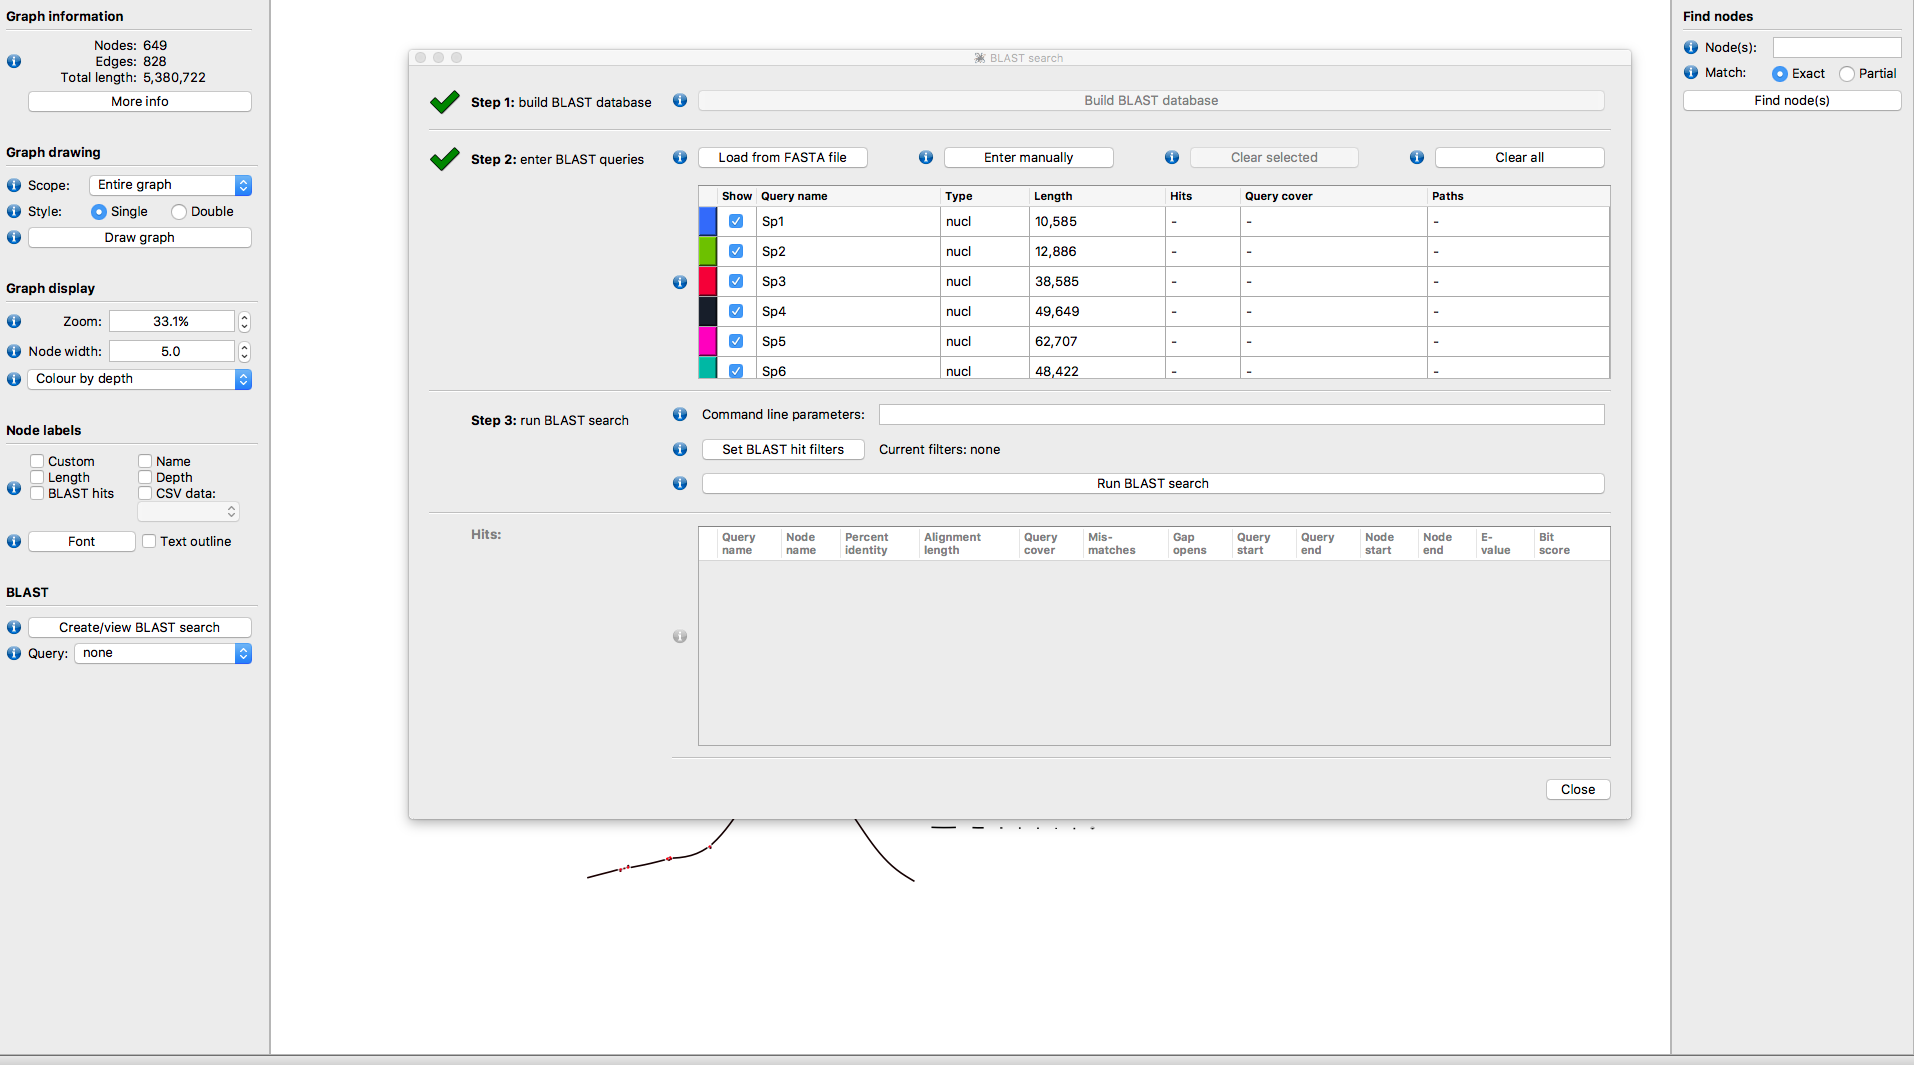 Graph information
Nodes: 649
Edges: 828
Total length: 5,380,722
More info
Graph drawing
Scope: Entire graph
Style: Single Double
Draw graph
Graph display
Zoom: 33.1%
Node width: 5.0
Colour by depth
Node labels
Custom Name
Length Depth
BLAST hits CSV data:
Font Text outline
BLAST
Create/view BLAST search
Query: none
BLAST search
Step 1: build BLAST database Build BLAST database
Step 2: enter BLAST queries Load from FASTA file Enter manually Clear selected Clear all
Show Query name Type Length Hits Query cover Paths
Sp1 nucl 10,585 - - -
Sp2 nucl 12,886 - - -
Sp3 nucl 38,585 - - -
Sp4 nucl 49,649 - - -
Sp5 nucl 62,707 - - -
Sp6 nucl 48,422 - - -
Step 3: run BLAST search Command line parameters:
Set BLAST hit filters Current filters: none
Run BLAST search
Hits:
Query Node Percent Alignment Query Mis- Gap Query Query Node Node E- Bit
name name identity length cover matches opens start end start end value score
Close
Find nodes
Node(s):
Match: Exact Partial
Find node(s)